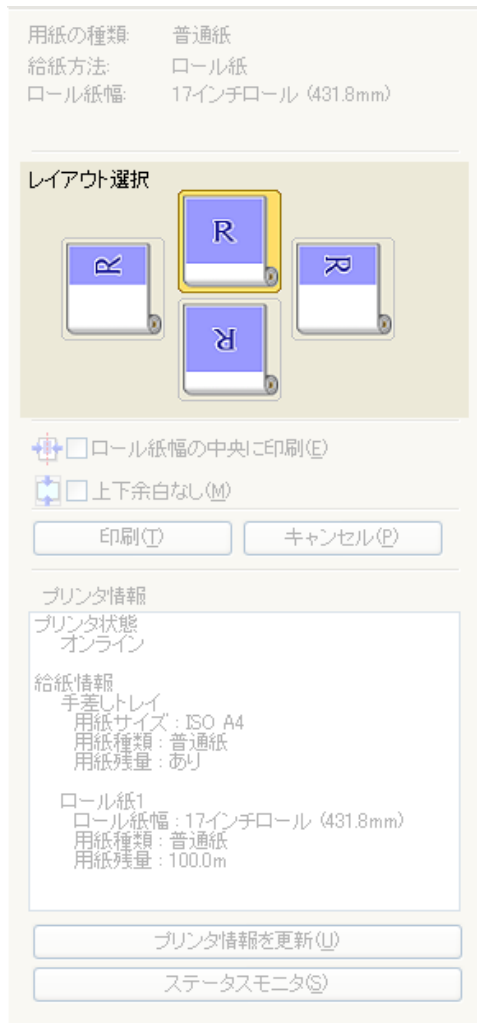 用紙の種類: 普通紙
給紙方法: ロール紙
ロール紙幅: 17インチロール (431.8mm)
レイアウト選択
R
R
R
R
ロール紙幅の中央に印刷(E)
上下余白なし(M)
印刷(T) キャンセル(P)
プリンタ情報
プリンタ状態
オンライン
給紙情報
手差しトレイ
用紙サイズ : ISO A4
用紙種類 : 普通紙
用紙残量 : あり
ロール紙1
ロール紙幅 : 17インチロール (431.8mm)
用紙種類 : 普通紙
用紙残量 : 100.0m
プリンタ情報を更新(U)
ステータスモニタ(S)